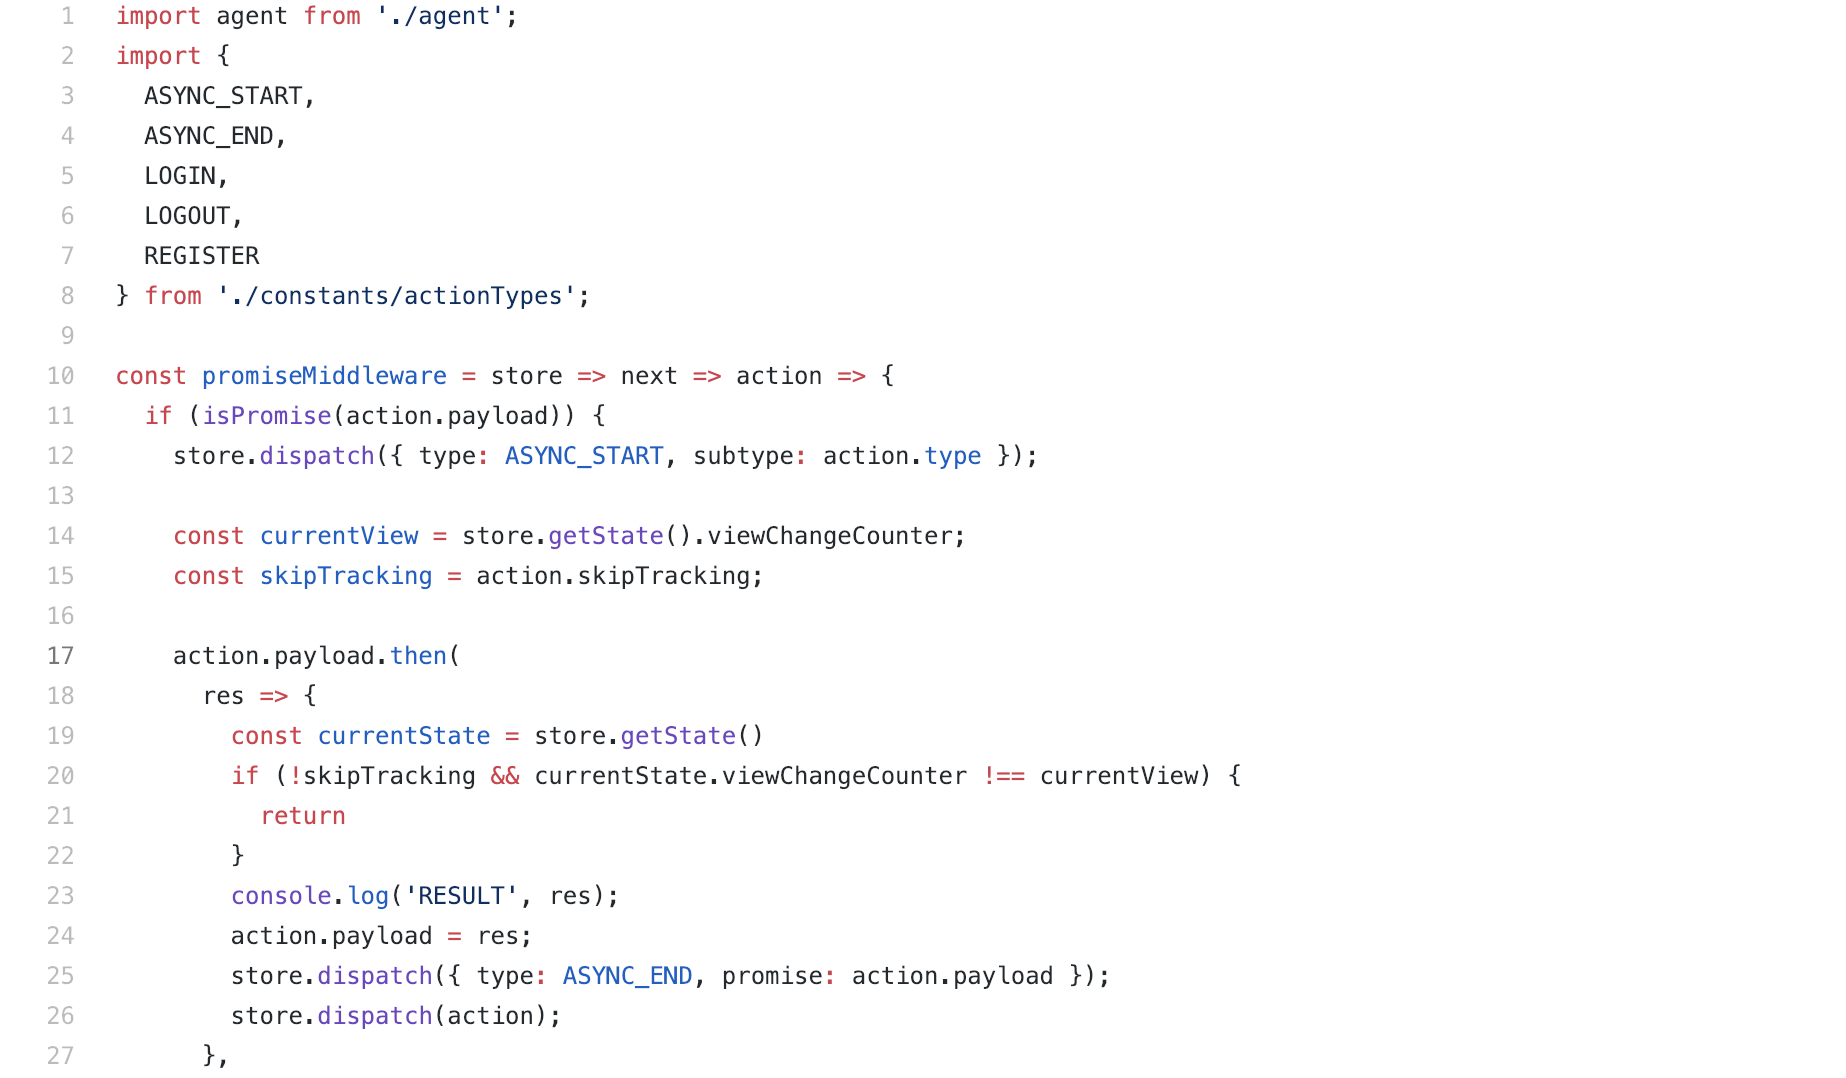 1 import agent from './agent';
2 import {
3 ASYNC_START,
4 ASYNC_END,
5 LOGIN,
6 LOGOUT,
7 REGISTER
8 } from './constants/actionTypes';
9
10 const promiseMiddleware = store => next => action => {
11 if (isPromise(action.payload)) {
12 store.dispatch({ type: ASYNC_START, subtype: action.type });
13
14 const currentView = store.getState().viewChangeCounter;
15 const skipTracking = action.skipTracking;
16
17 action.payload.then(
18 res => {
19 const currentState = store.getState()
20 if (!skipTracking && currentState.viewChangeCounter !== currentView) {
21 return
22 }
23 console.log('RESULT', res);
24 action.payload = res;
25 store.dispatch({ type: ASYNC_END, promise: action.payload });
26 store.dispatch(action);
27 },